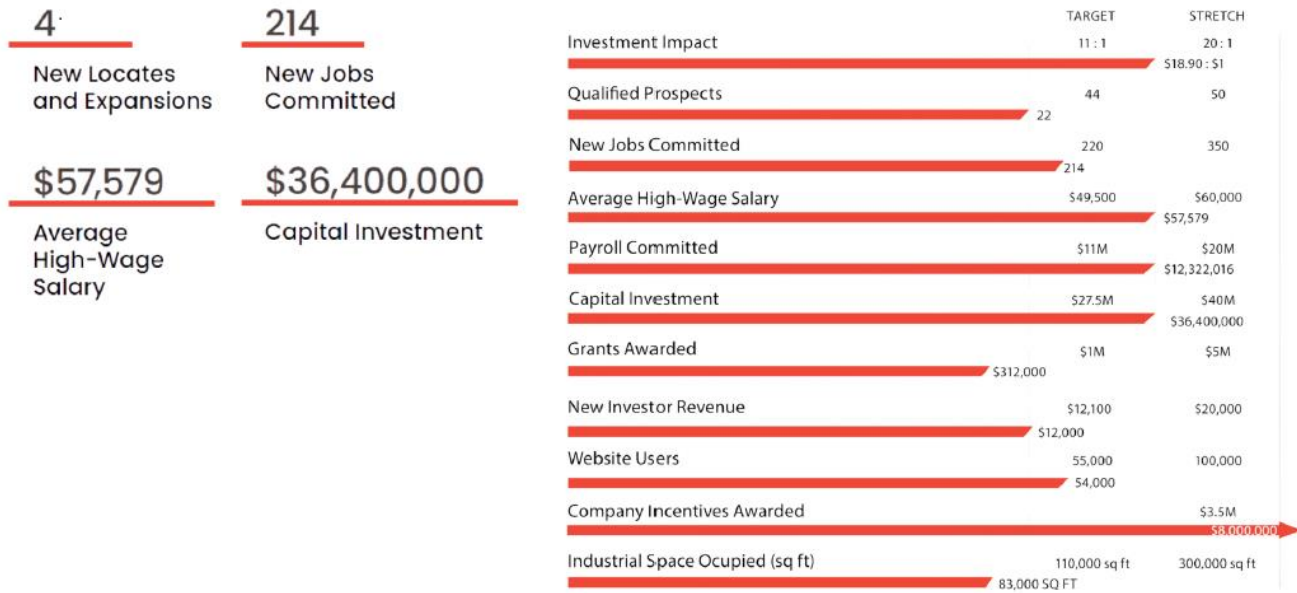 4
214
New Locates
and Expansions
New Jobs
Committed
$57,579
$36,400,000
Average
High-Wage
Salary
Capital Investment
TARGET STRETCH
Investment Impact 11 : 1 20 : 1
$18.90 : $1
Qualified Prospects 44 50
22
New Jobs Committed 220 350
214
Average High-Wage Salary $49,500 $60,000
$57,579
Payroll Committed $11M $20M
$12,322,016
Capital Investment $27.5M $40M
$36,400,000
Grants Awarded $1M $5M
$312,000
New Investor Revenue $12,100 $20,000
$12,000
Website Users 55,000 100,000
54,000
Company Incentives Awarded $3.5M
$8,000,000
Industrial Space Ocupied (sq ft) 110,000 sq ft 300,000 sq ft
83,000 SQ FT